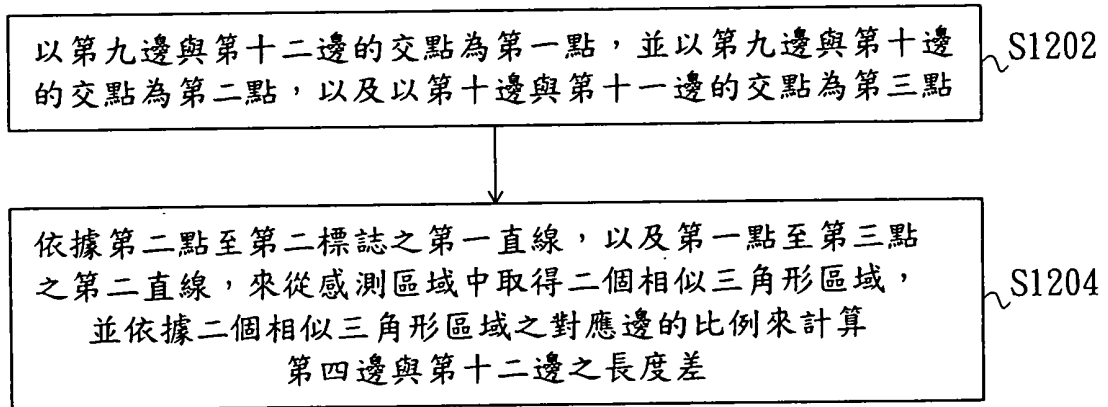 以第九邊與第十二邊的交點為第一點，並以第九邊與第十邊
的交點為第二點，以及以第十邊與第十一邊的交點為第三點
S1202
依據第二點至第二標誌之第一直線，以及第一點至第三點
之第二直線，來從感測區域中取得二個相似三角形區域，
並依據二個相似三角形區域之對應邊的比例來計算
第四邊與第十二邊之長度差
S1204